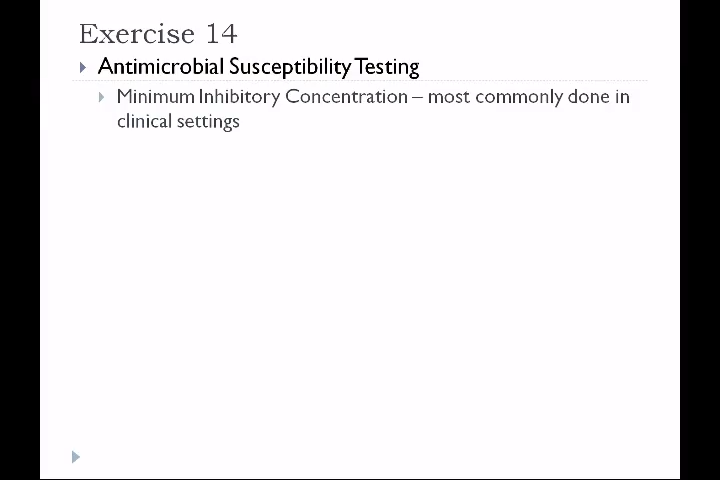 Exercise 14
Antimicrobial Susceptibility Testing
Minimum Inhibitory Concentration – most commonly done in
clinical settings